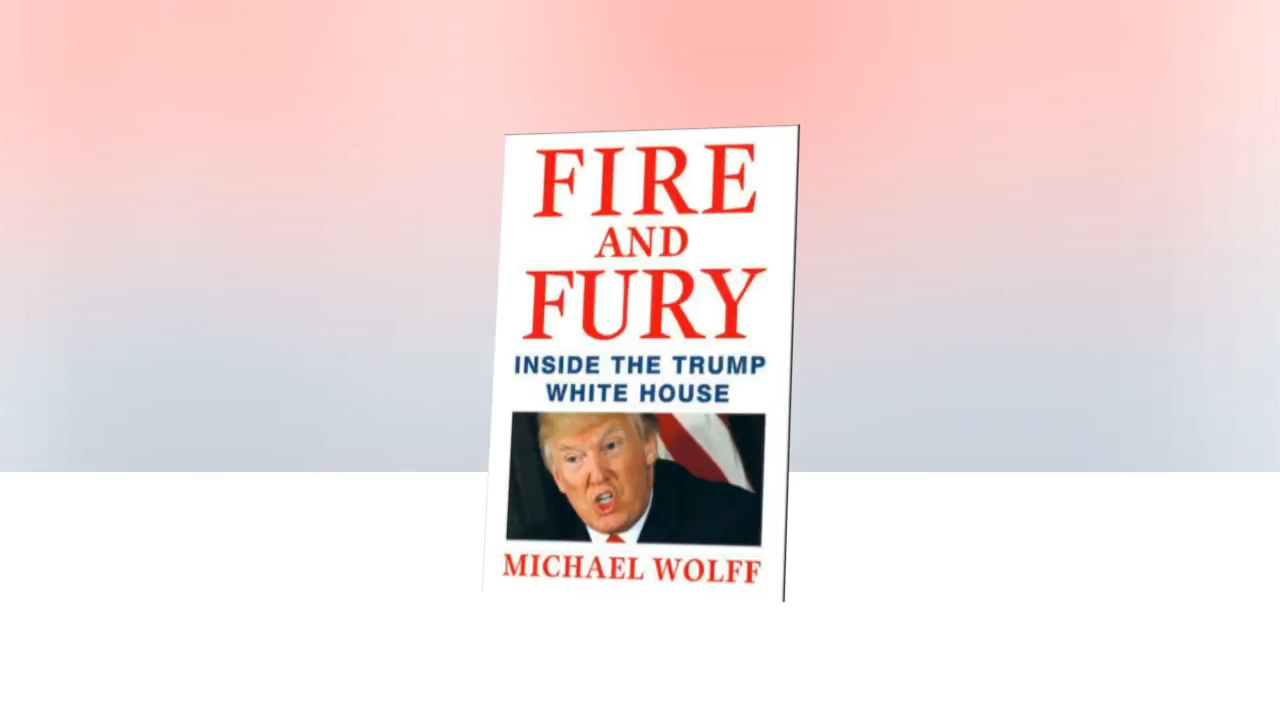 FIRE
AND
FURY
INSIDE THE TRUMP
WHITE HOUSE
MICHAEL WOLFF